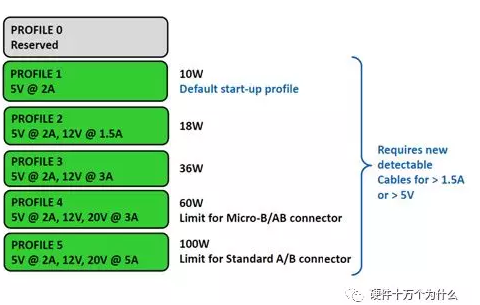 PROFILE 0
Reserved
PROFILE 1
5V @ 2A
10W
Default start-up profile
PROFILE 2
5V @ 2A, 12V @ 1.5A
18W
PROFILE 3
5V @ 2A, 12V @ 3A
36W
PROFILE 4
5V @ 2A, 12V, 20V @ 3A
60W
Limit for Micro-B/AB connector
PROFILE 5
5V @ 2A, 12V, 20V @ 5A
100W
Limit for Standard A/B connector
Requires new
detectable
Cables for > 1.5A
or > 5V
硬件十万个为什么